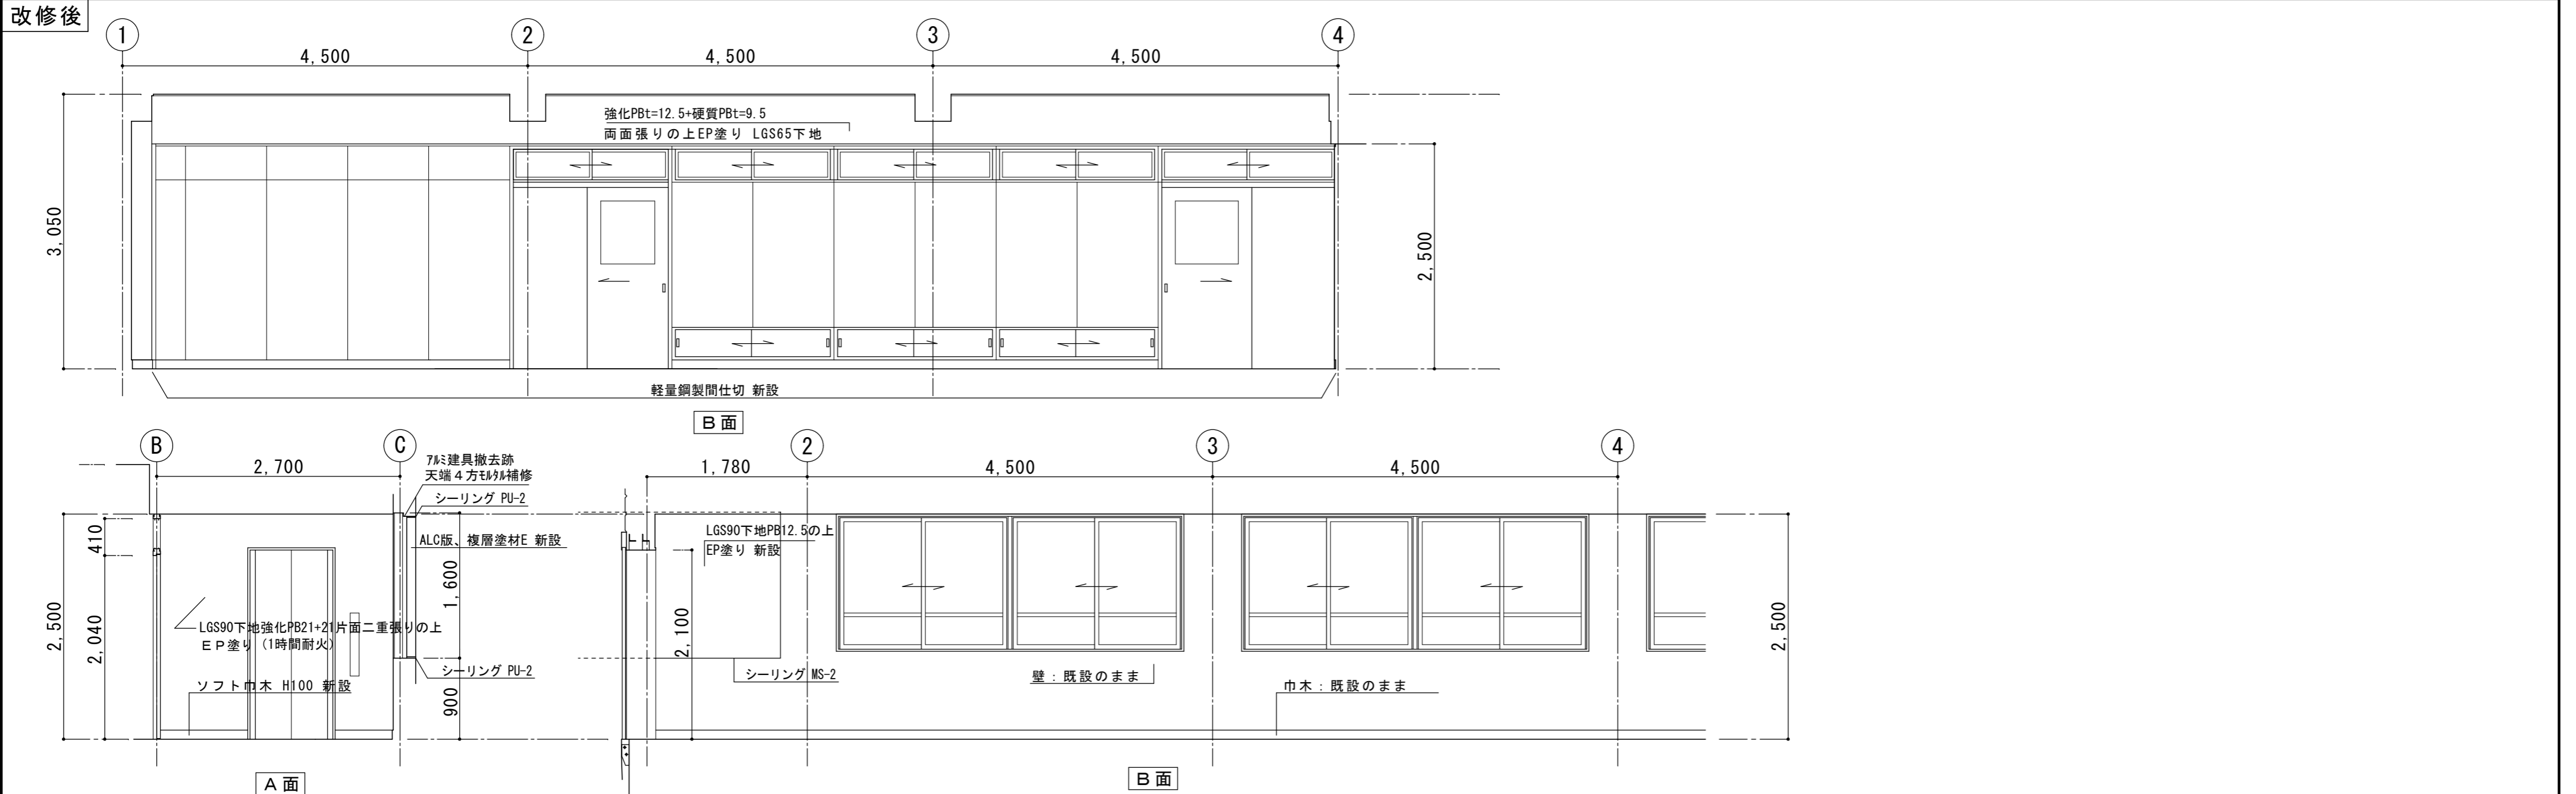 改修後
1
2
3
4
4,500
4,500
4,500
強化PBt=12.5+硬質PBt=9.5
両面張りの上EP塗り LGS65下地
3,050
2,500
軽量鋼製間仕切 新設
B面
B
C
2
3
4
2,700
1,780
4,500
4,500
ｱﾙﾐ建具撤去跡
天端４方ﾓﾙﾀﾙ補修
シーリング PU-2
ALC版、複層塗材E 新設
LGS90下地PB12.5の上
EP塗り 新設
410
2,500
2,040
1,600
2,100
2,500
LGS90下地強化PB21+21片面二重張りの上
ＥＰ塗り（1時間耐火）
シーリング PU-2
シーリング MS-2
壁：既設のまま
ソフト巾木 H100 新設
巾木：既設のまま
900
A面
B面